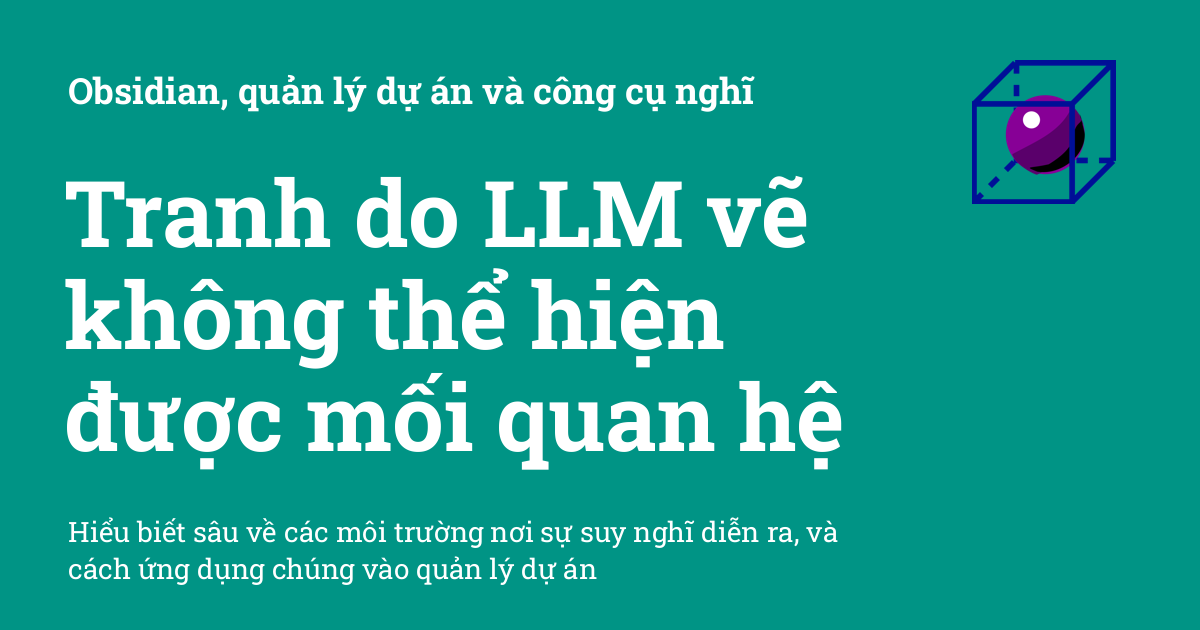 Obsidian, quản lý dự án và công cụ nghĩ
Tranh do LLM vẽ
không thể hiện
được mối quan hệ
Hiểu biết sâu về các môi trường nơi sự suy nghĩ diễn ra, và
cách ứng dụng chúng vào quản lý dự án